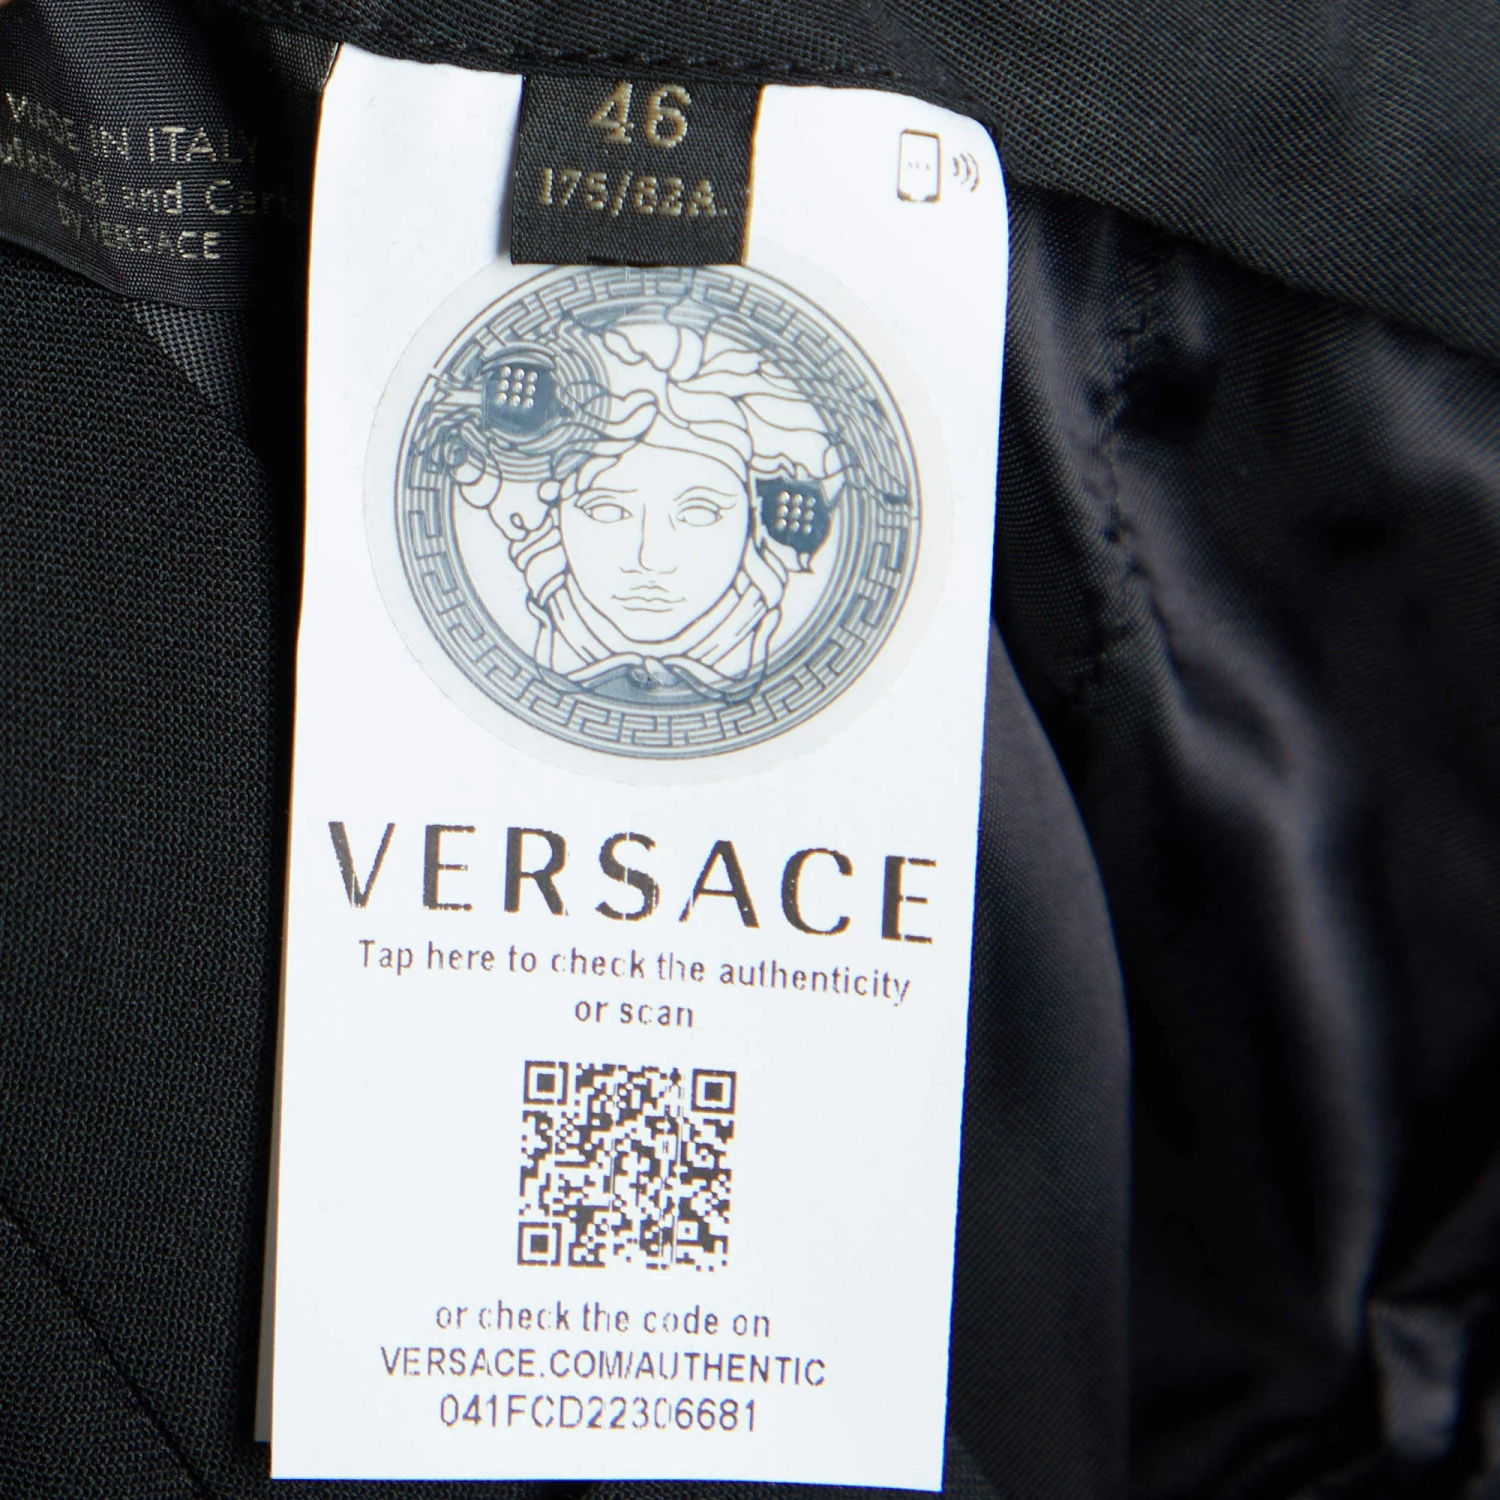 46
175/82A.
MADE IN ITALY
and
by VERSACE
VERSACE
Tap here to check the authenticity
or scan
or check the code on
VERSACE.COM/AUTHENTIC
041FCD22306681